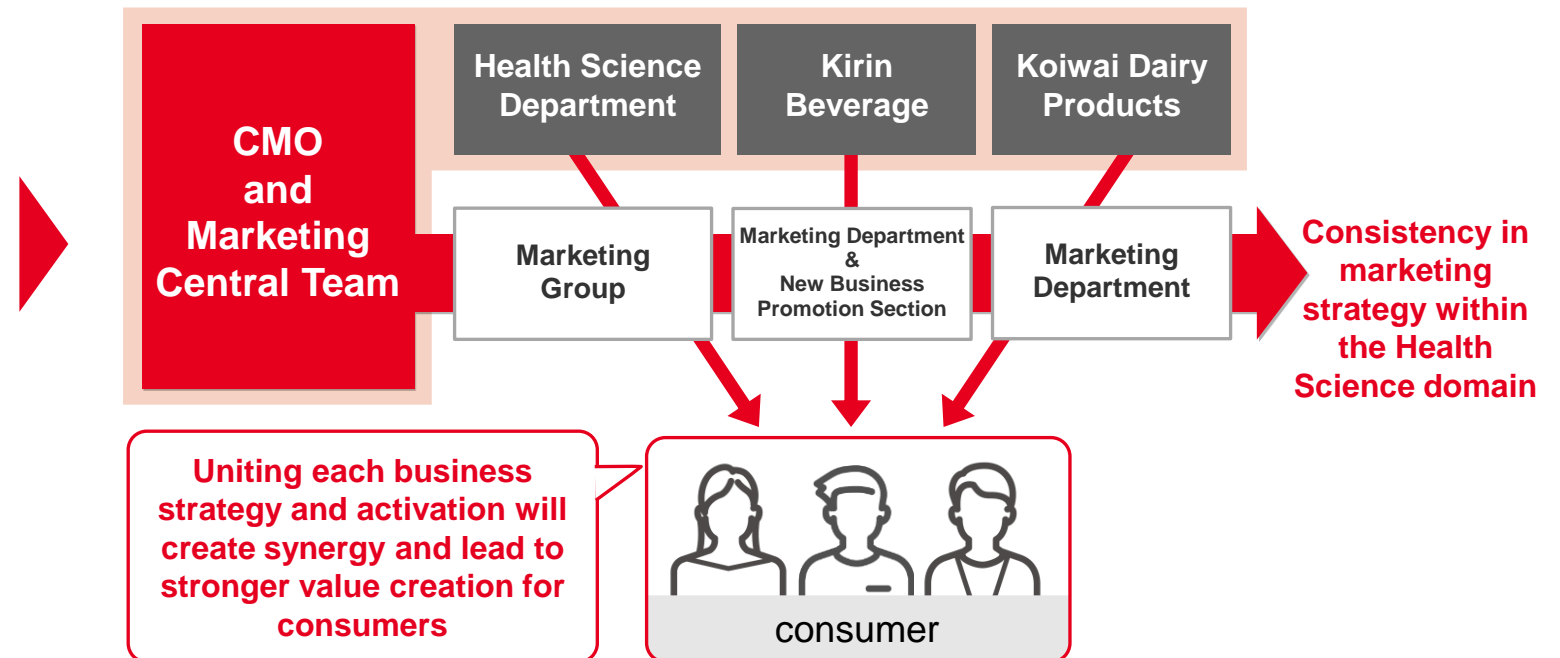 CMO
and
Marketing
Central Team
Health Science
Department
Kirin
Beverage
Koiwai Dairy
Products
Marketing
Group
Marketing Department
&
New Business
Promotion Section
Marketing
Department
Consistency in
marketing
strategy within
the Health
Science domain
Uniting each business
strategy and activation will
create synergy and lead to
stronger value creation for
consumers
consumer